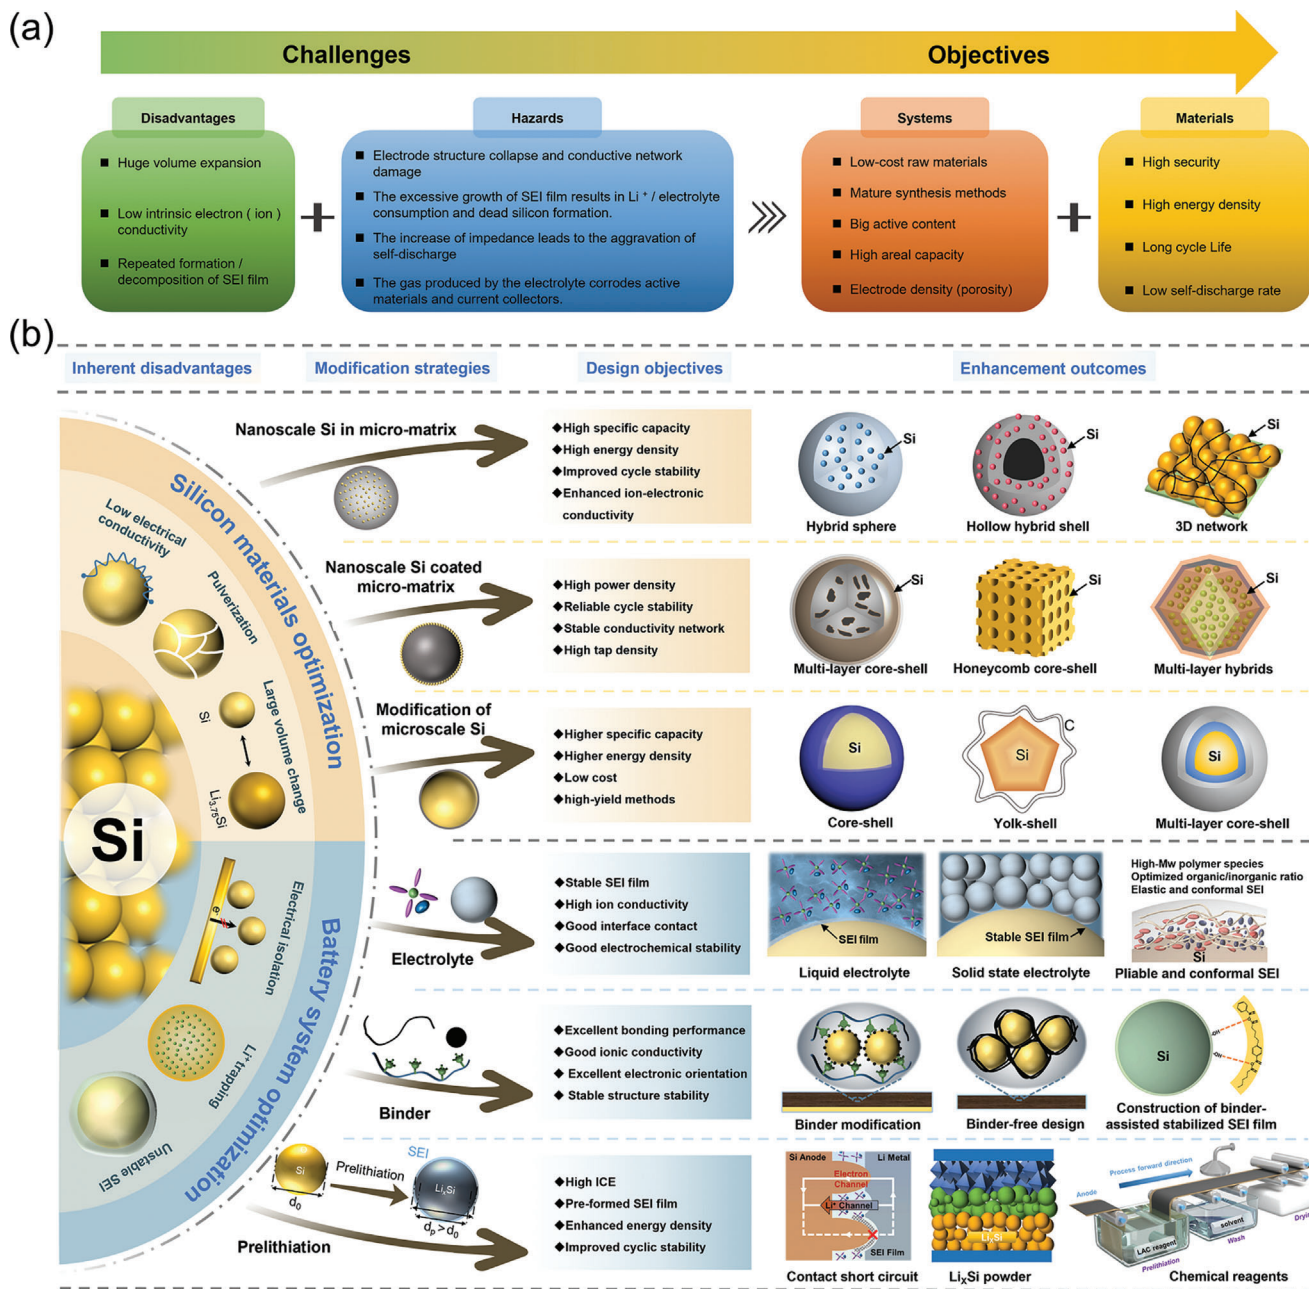 (a)
Challenges
Objectives
Disadvantages
■ Huge volume expansion
■ Low intrinsic electron ( ion )
conductivity
■ Repeated formation /
decomposition of SEI film
Hazards
■ Electrode structure collapse and conductive network
damage
■ The excessive growth of SEI film results in Li⁺ / electrolyte
consumption and dead silicon formation.
■ The increase of impedance leads to the aggravation of
self-discharge
■ The gas produced by the electrolyte corrodes active
materials and current collectors.
Systems
■ Low-cost raw materials
■ Mature synthesis methods
■ Big active content
■ High areal capacity
■ Electrode density (porosity)
Materials
■ High security
■ High energy density
■ Long cycle Life
■ Low self-discharge rate
(b)
Inherent disadvantages
Modification strategies
Design objectives
Enhancement outcomes
Si
Silicon materials optimization
Low electrical
conductivity
Pulverization
Large volume change
Si
Li₃.₇₅Si
Battery system optimization
Electrical isolation
e⁻
Li⁺ trapping
Unstable SEI
Nanoscale Si in micro-matrix
◆High specific capacity
◆High energy density
◆Improved cycle stability
◆Enhanced ion-electronic
conductivity
Si
Hybrid sphere
Si
Hollow hybrid shell
Si
3D network
Nanoscale Si coated
micro-matrix
◆High power density
◆Reliable cycle stability
◆Stable conductivity network
◆High tap density
Si
Multi-layer core-shell
Si
Honeycomb core-shell
Si
Multi-layer hybrids
Modification of
microscale Si
◆Higher specific capacity
◆Higher energy density
◆Low cost
◆high-yield methods
Si
Core-shell
C
Si
Yolk-shell
Si
Multi-layer core-shell
Electrolyte
◆Stable SEI film
◆High ion conductivity
◆Good interface contact
◆Good electrochemical stability
SEI film
Liquid electrolyte
Stable SEI film
Solid state electrolyte
High-Mw polymer species
Optimized organic/inorganic ratio
Elastic and conformal SEI
Si
Pliable and conformal SEI
Binder
◆Excellent bonding performance
◆Good ionic conductivity
◆Excellent electronic orientation
◆Stable structure stability
Binder modification
Binder-free design
Si
-OH
-OH
Construction of binder-
assisted stabilized SEI film
Si
d₀
Prelithiation
SEI
LiₓSi
dₚ>d₀
Prelithiation
◆High ICE
◆Pre-formed SEI film
◆Enhanced energy density
◆Improved cyclic stability
Si Anode
Li Metal
Electron
Channel
Li⁺ Channel
SEI Film
Contact short circuit
LiₓSi
LiₓSi powder
Process forward direction
Anode
LAC reagent
Prelithiation
solvent
Wash
Chemical reagents